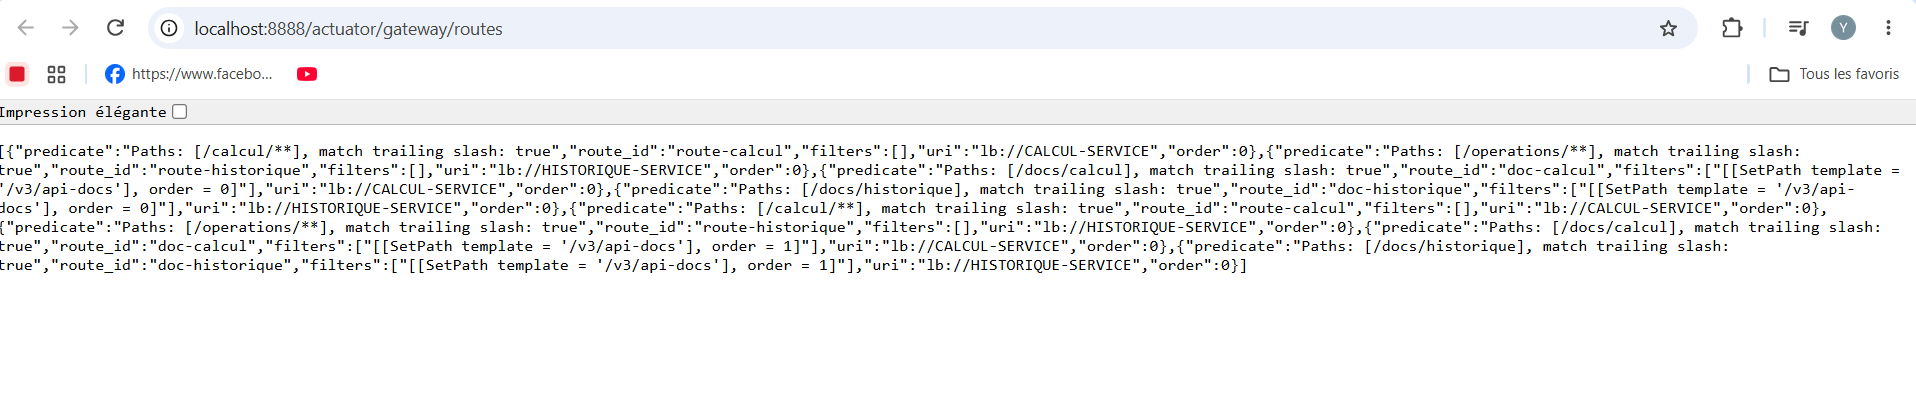 localhost:8888/actuator/gateway/routes
Y
https://www.facebo...
Tous les favoris
Impression élégante
[{"predicate":"Paths: [/calcul/**], match trailing slash: true","route_id":"route-calcul","filters":[],"uri":"lb://CALCUL-SERVICE","order":0},{"predicate":"Paths: [/operations/**], match trailing slash:
true","route_id":"route-historique","filters":[],"uri":"lb://HISTORIQUE-SERVICE","order":0},{"predicate":"Paths: [/docs/calcul], match trailing slash: true","route_id":"doc-calcul","filters":["[[SetPath template =
'/v3/api-docs'], order = 0]"],"uri":"lb://CALCUL-SERVICE","order":0},{"predicate":"Paths: [/docs/historique], match trailing slash: true","route_id":"doc-historique","filters":["[[SetPath template = '/v3/api-
docs'], order = 0]"],"uri":"lb://HISTORIQUE-SERVICE","order":0},{"predicate":"Paths: [/calcul/**], match trailing slash: true","route_id":"route-calcul","filters":[],"uri":"lb://CALCUL-SERVICE","order":0},
{"predicate":"Paths: [/operations/**], match trailing slash: true","route_id":"route-historique","filters":[],"uri":"lb://HISTORIQUE-SERVICE","order":0},{"predicate":"Paths: [/docs/calcul], match trailing slash:
true","route_id":"doc-calcul","filters":["[[SetPath template = '/v3/api-docs'], order = 1]"],"uri":"lb://CALCUL-SERVICE","order":0},{"predicate":"Paths: [/docs/historique], match trailing slash:
true","route_id":"doc-historique","filters":["[[SetPath template = '/v3/api-docs'], order = 1]"],"uri":"lb://HISTORIQUE-SERVICE","order":0}]